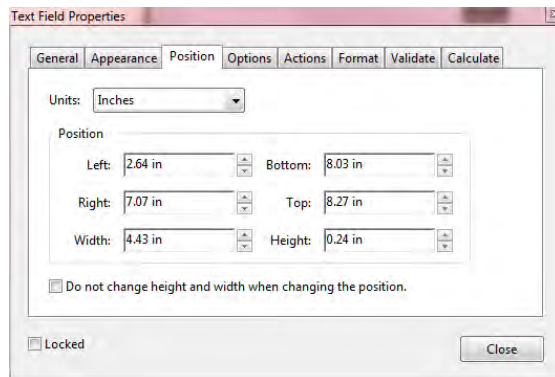 Text Field Properties
General Appearance Position Options Actions Format Validate Calculate
Units: Inches
Position
Left: 2.64 in Bottom: 8.03 in
Right: 7.07 in Top: 8.27 in
Width: 4.43 in Height: 0.24 in
Do not change height and width when changing the position.
Locked
Close